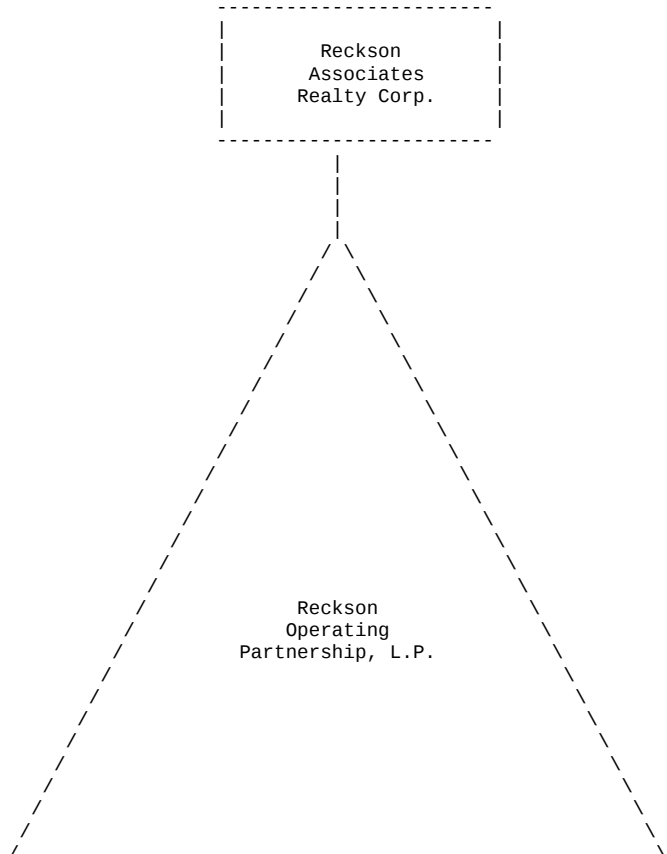 Reckson
Associates
Realty Corp.
Reckson
Operating
Partnership, L.P.